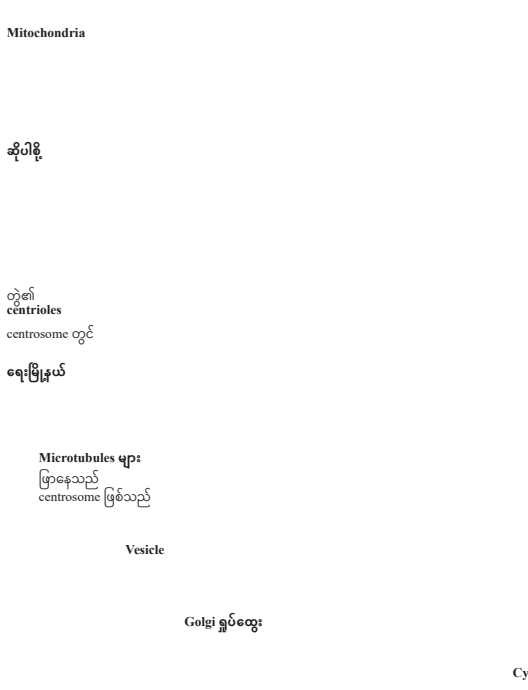 Mitochondria
ဆိုပါစို့
တွဲ၏
centrioles
centrosome တွင်
ရေးမြို့နယ်
Microtubules များ
ဖြာနေသည်
centrosome ဖြစ်သည်
Vesicle
Golgi ရှုပ်ထွေး
Cy